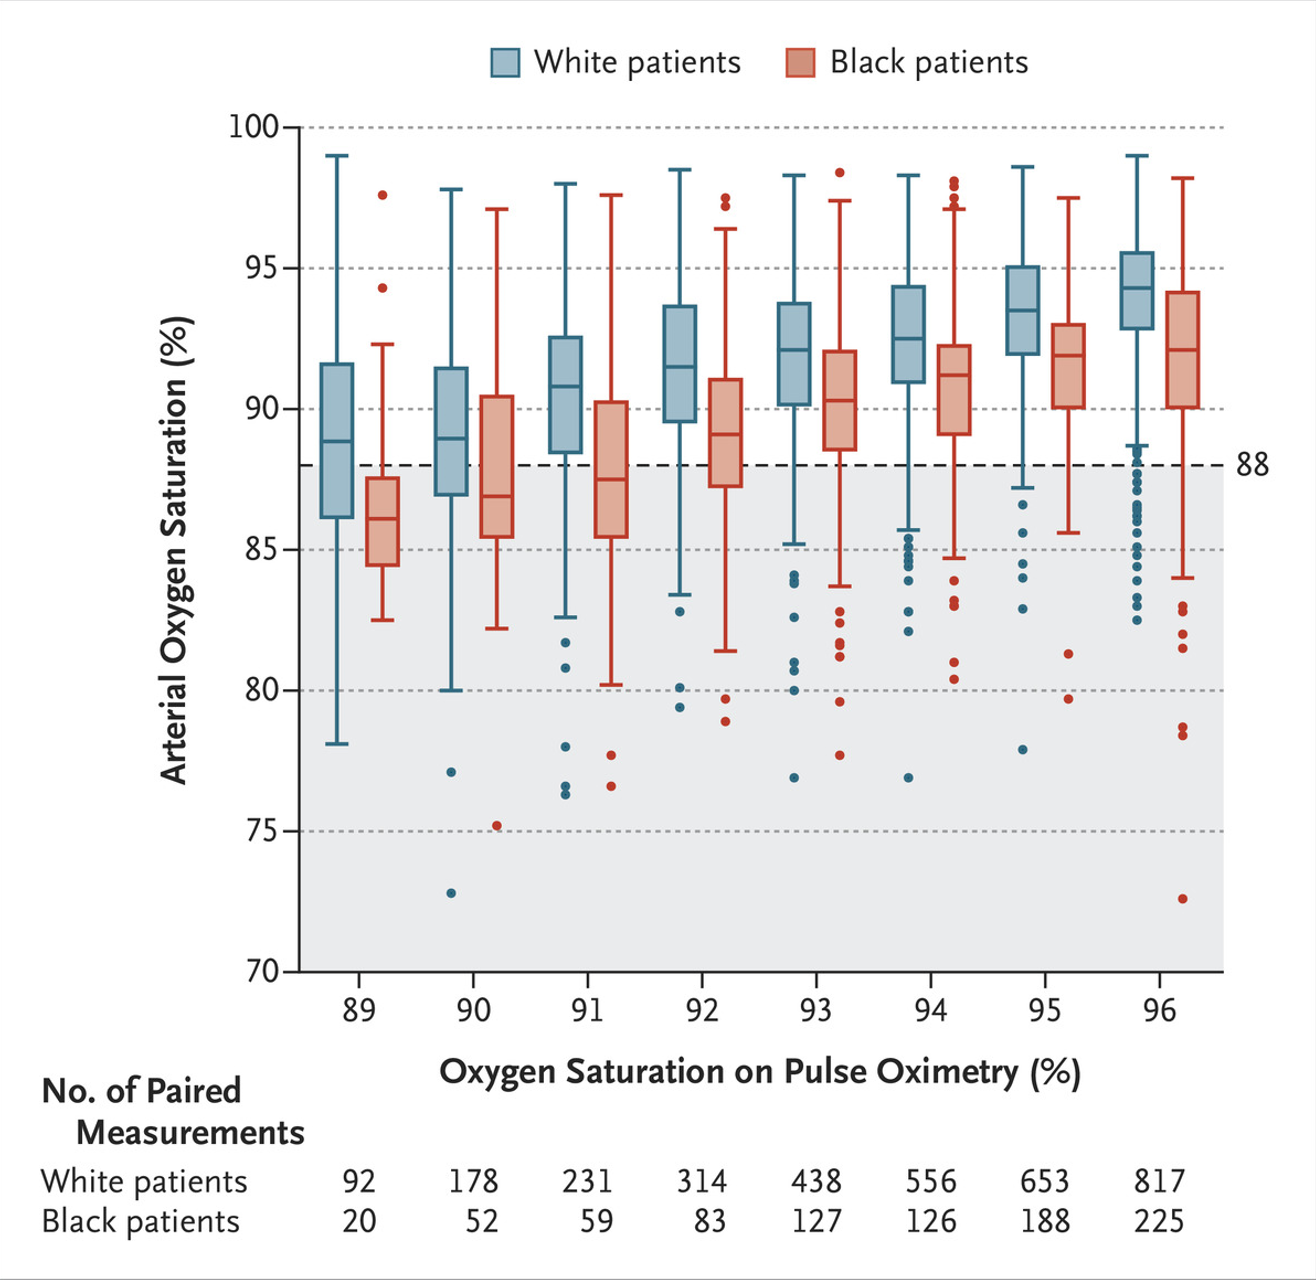 White patients
Black patients
100
95
90
88
85
80
75
70
Arterial Oxygen Saturation (%)
89 90 91 92 93 94 95 96
Oxygen Saturation on Pulse Oximetry (%)
No. of Paired
Measurements
White patients 92 178 231 314 438 556 653 817
Black patients 20 52 59 83 127 126 188 225